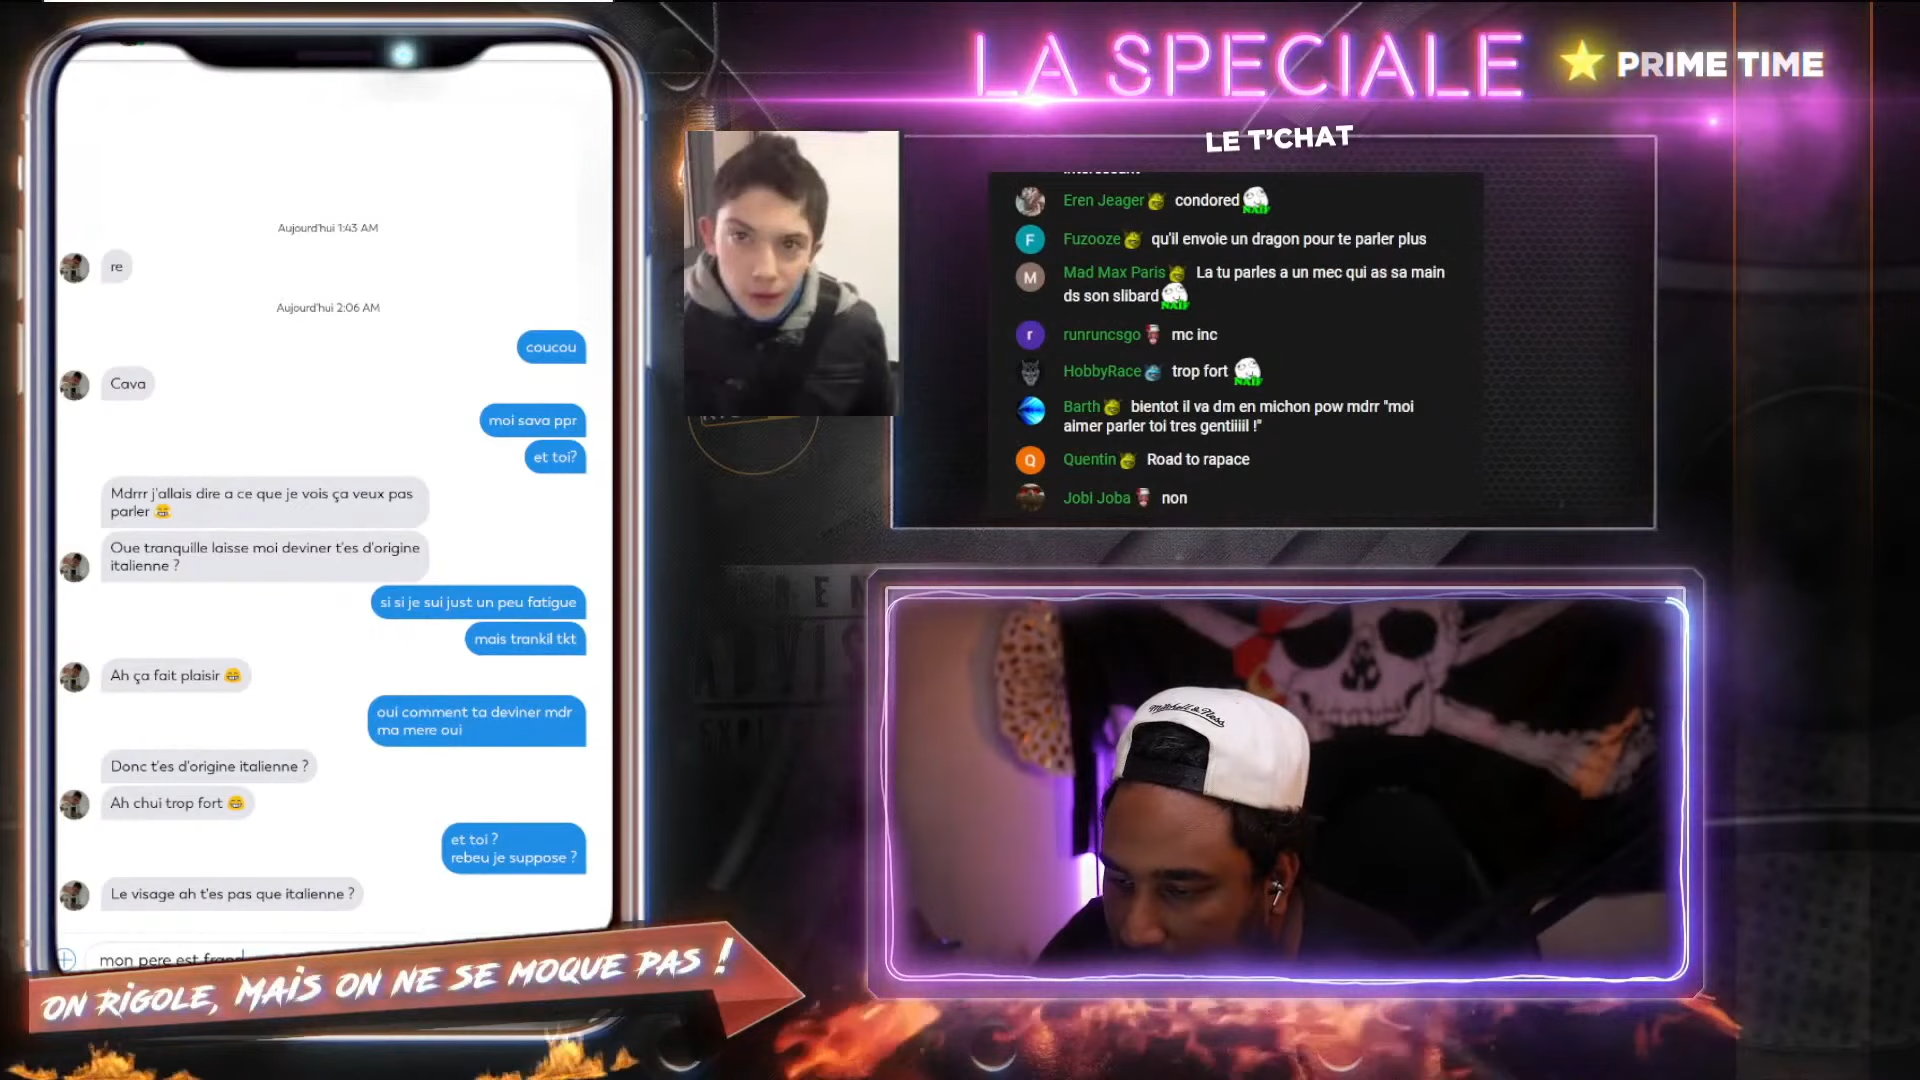 LA SPECIALE
PRIME TIME
LE T'CHAT
Aujourd'hui 1:43 AM
re
Aujourd'hui 2:06 AM
coucou
Cava
moi sava ppr
et toi?
Mdrrr j'allais dire a ce que je vois ça veux pas
parler 😂
Oue tranquille laisse moi deviner t'es d'origine
italienne ?
si si je sui just un peu fatigue
mais trankil tkt
Ah ça fait plaisir 😁
oui comment ta deviner mdr
ma mere oui
Donc t'es d'origine italienne ?
Ah chui trop fort 😁
et toi ?
rebeu je suppose ?
Le visage ah t'es pas que italienne ?
mon pere est
ON RIGOLE, MAIS ON NE SE MOQUE PAS !
Eren Jeager condored NAIF
F Fuzooze qu'il envoie un dragon pour te parler plus
M Mad Max Paris La tu parles a un mec qui as sa main
ds son slibard NAIF
r runruncsgo mc inc
HobbyRace trop fort NAIF
Barth bientot il va dm en michon pow mdrr "moi
aimer parler toi tres gentiiiil !"
Q Quentin Road to rapace
Jobi Joba non
Mitchell & Ness